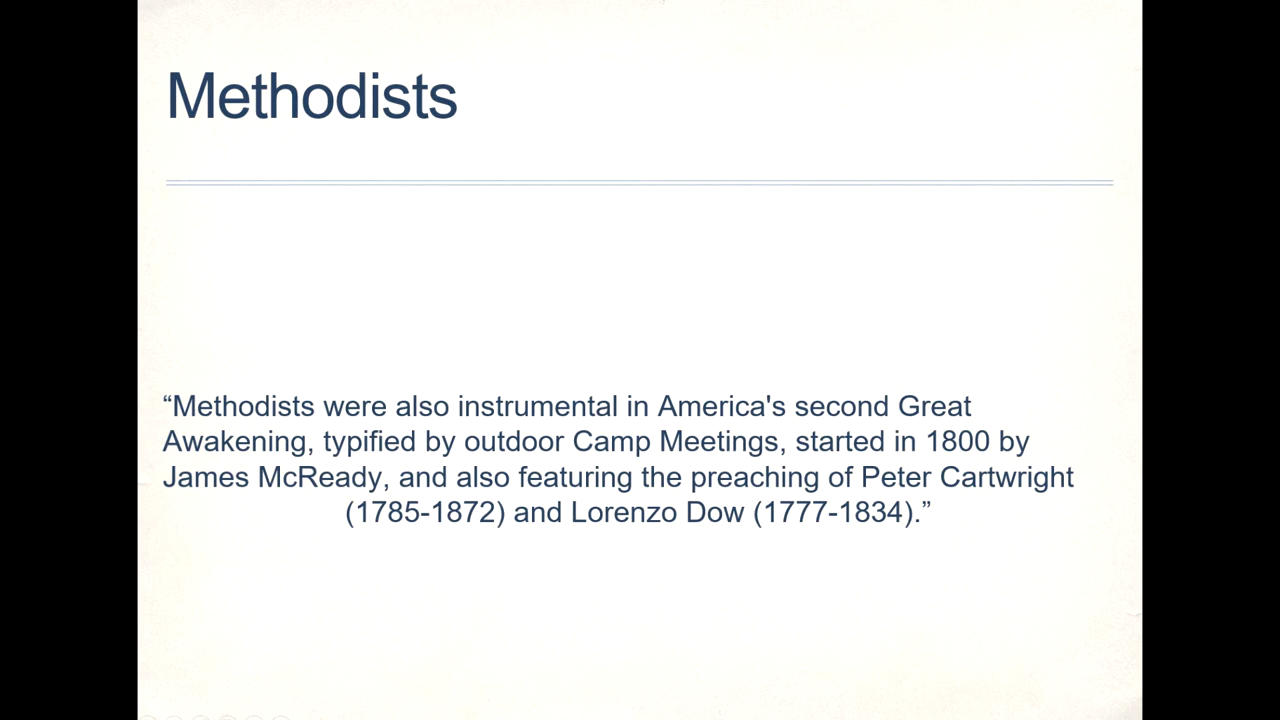 Methodists
“Methodists were also instrumental in America's second Great
Awakening, typified by outdoor Camp Meetings, started in 1800 by
James McReady, and also featuring the preaching of Peter Cartwright
(1785-1872) and Lorenzo Dow (1777-1834).”